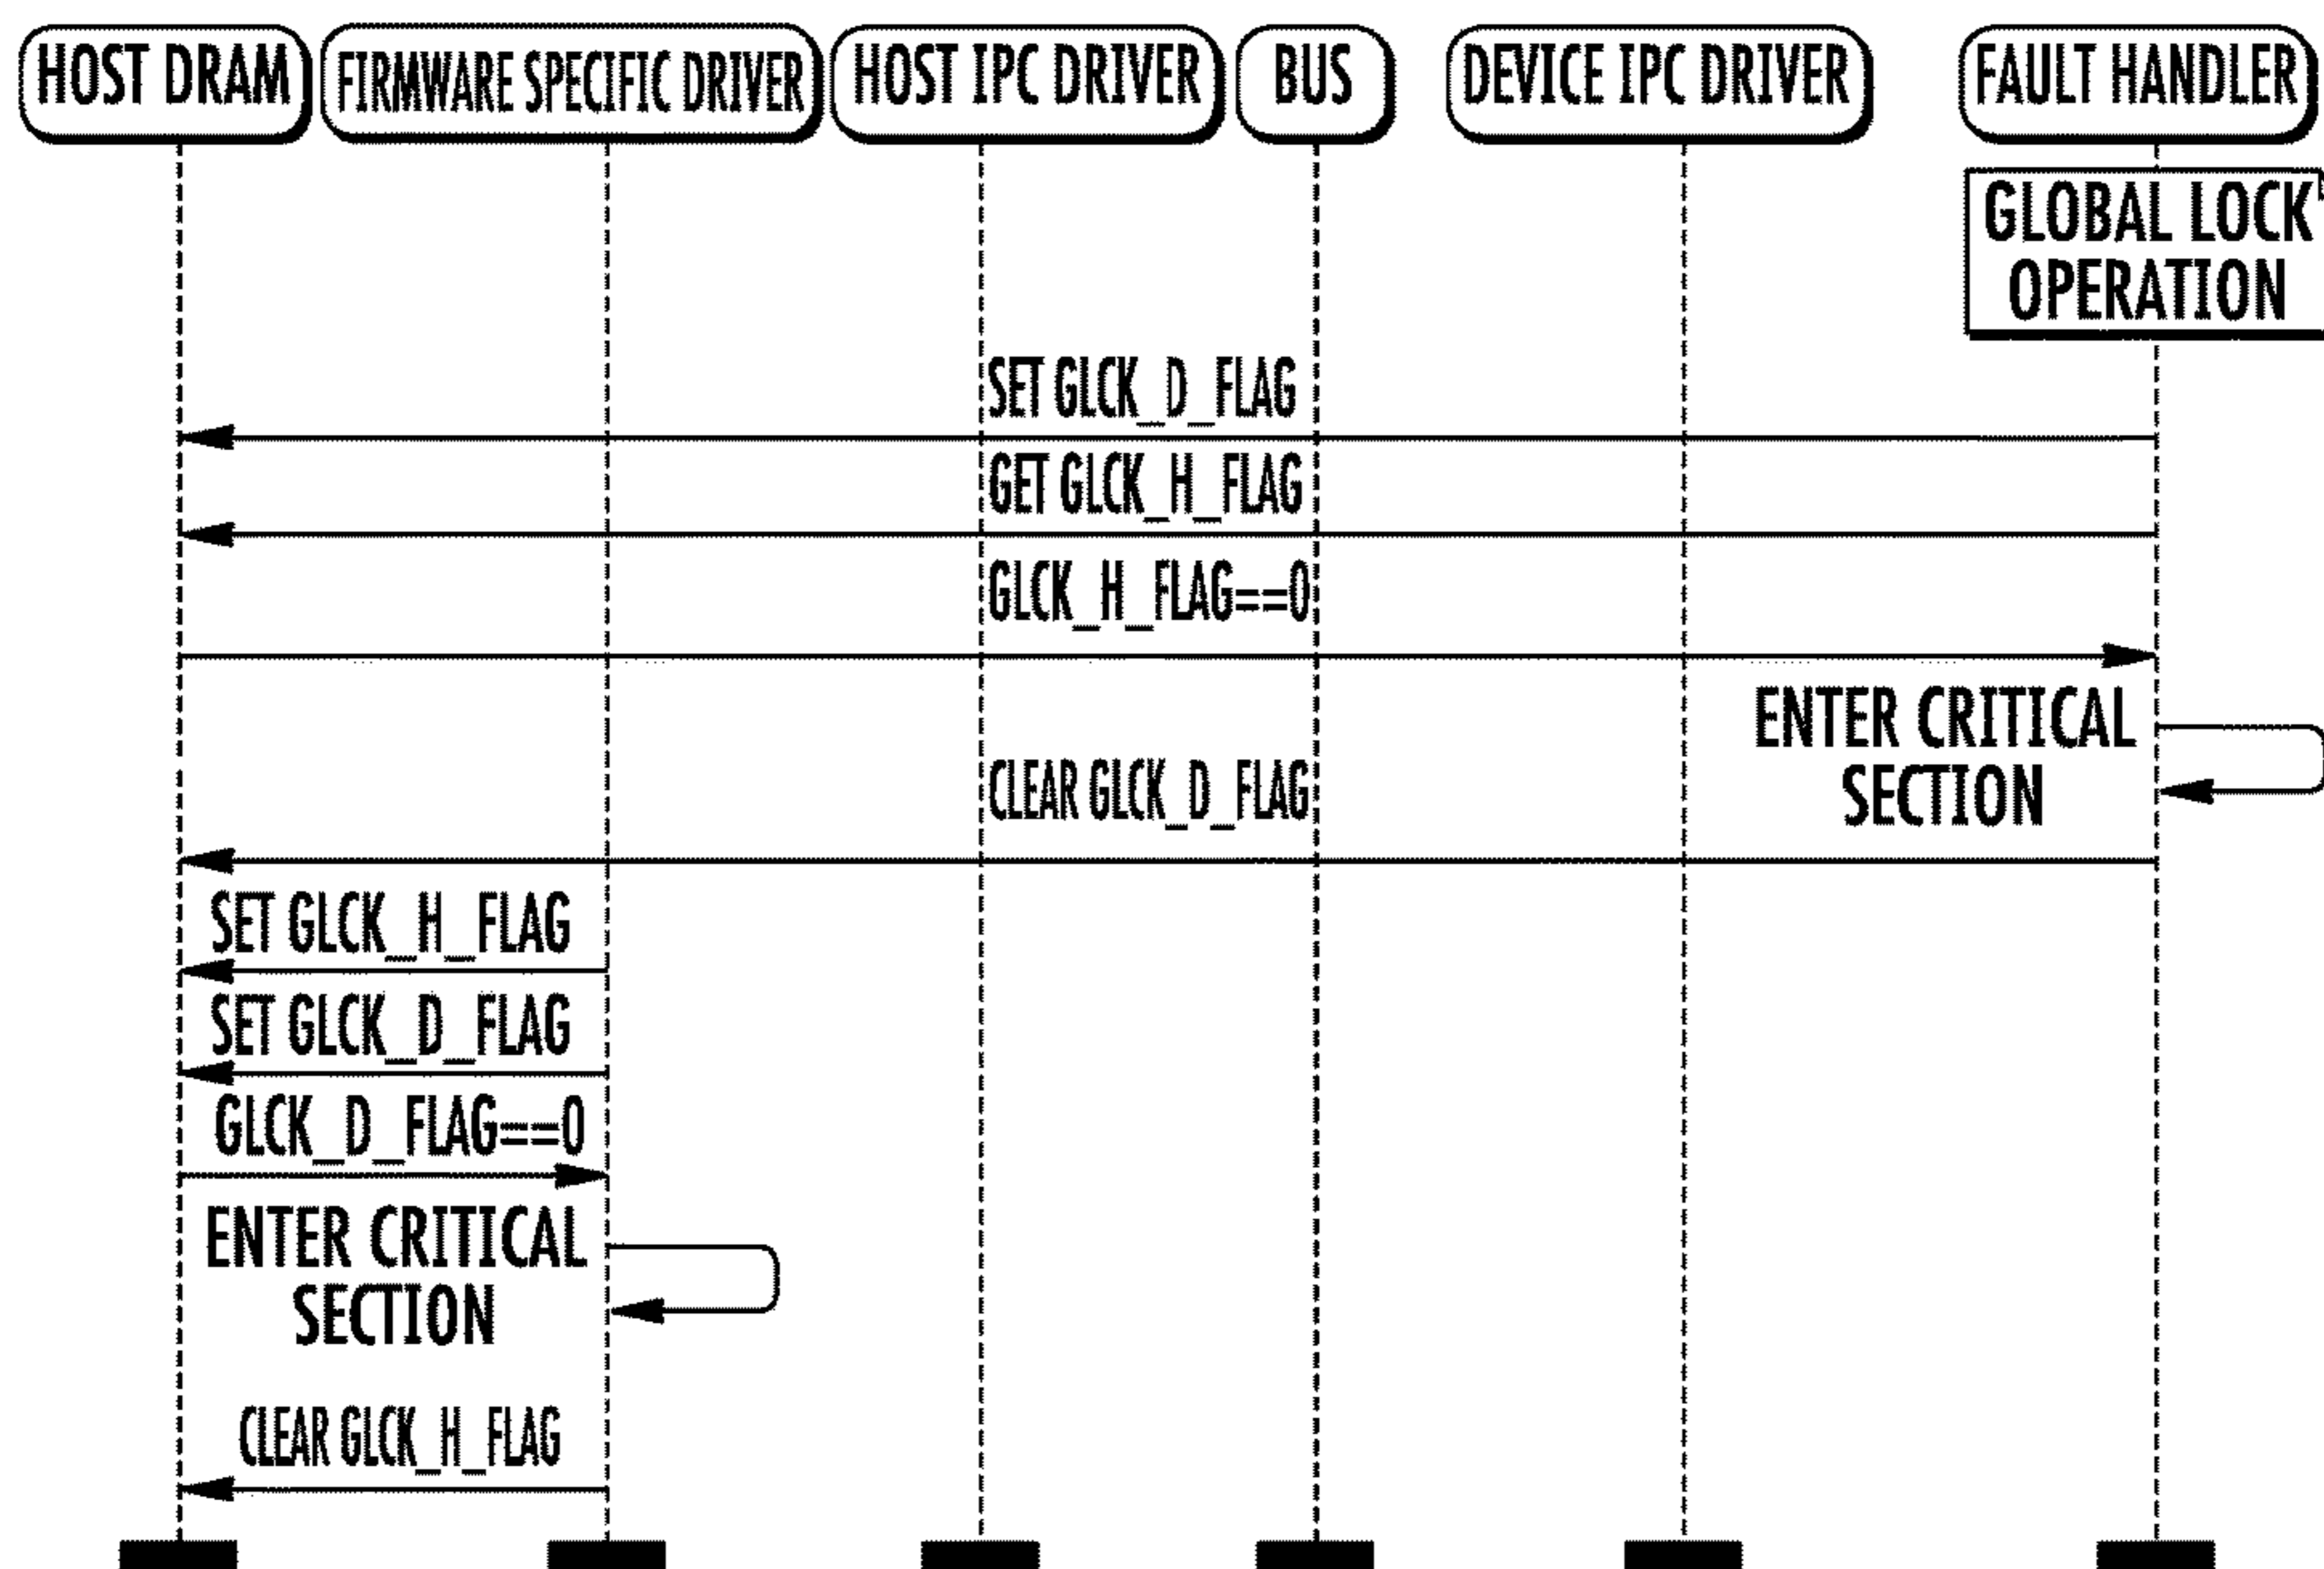 HOST DRAM
FIRMWARE SPECIFIC DRIVER
HOST IPC DRIVER
BUS
DEVICE IPC DRIVER
FAULT HANDLER
GLOBAL LOCK
OPERATION
SET GLCK_D_FLAG
GET GLCK_H_FLAG
GLCK_H_FLAG==0
ENTER CRITICAL
SECTION
CLEAR GLCK_D_FLAG
SET GLCK_H_FLAG
SET GLCK_D_FLAG
GLCK_D_FLAG==0
ENTER CRITICAL
SECTION
CLEAR GLCK_H_FLAG